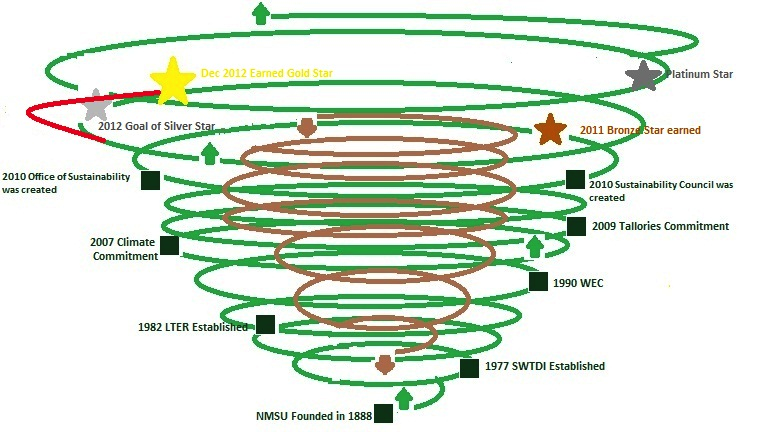 Dec 2012 Earned Gold Star
Platinum Star
2012 Goal of Silver Star
2011 Bronze Star earned
2010 Office of Sustainability
was created
2010 Sustainability Council was
created
2009 Tallories Commitment
2007 Climate
Commitment
1990 WEC
1982 LTER Established
1977 SWTDI Established
NMSU Founded in 1888